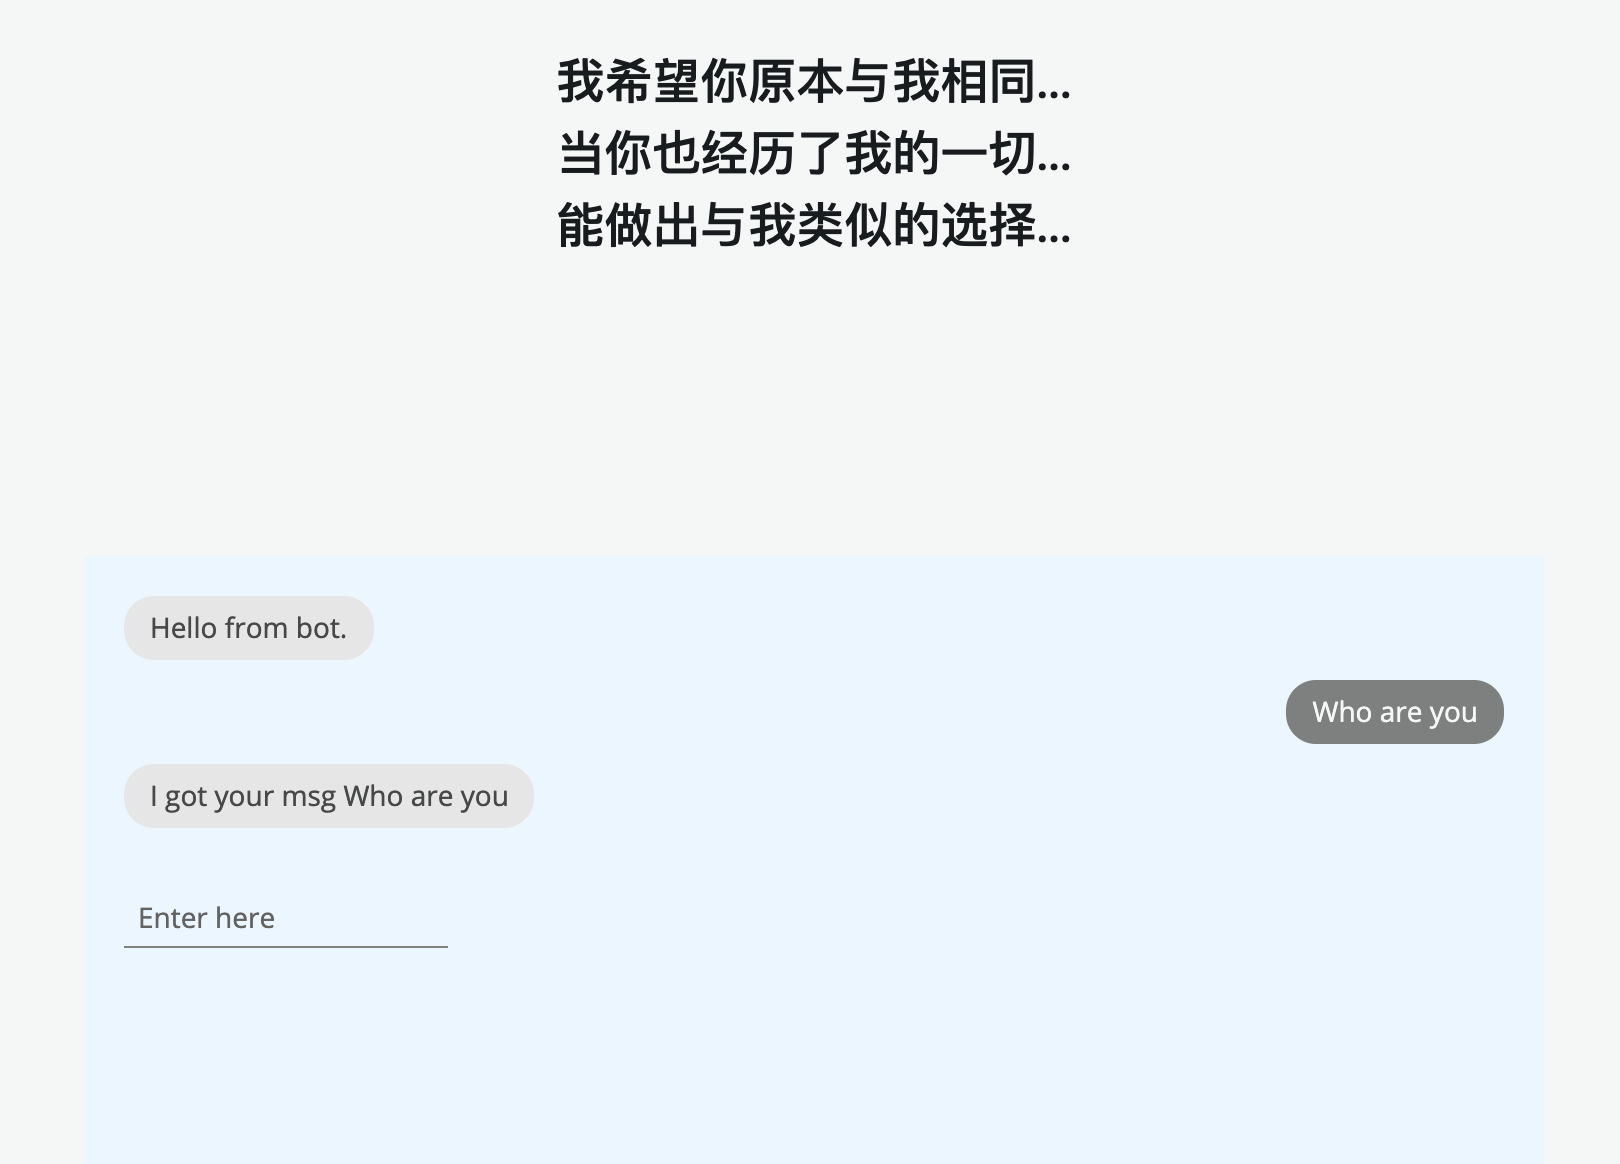 我希望你原本与我相同...
当你也经历了我的一切...
能做出与我类似的选择...
Hello from bot.
Who are you
I got your msg Who are you
Enter here